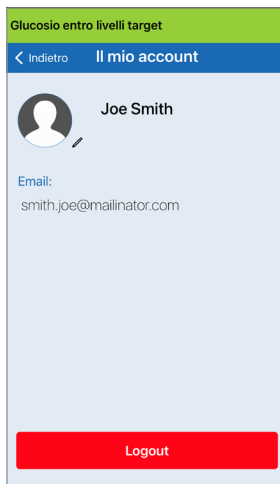 Glucosio entro livelli target
Indietro Il mio account
Joe Smith
Email:
smith.joe@mailinator.com
Logout